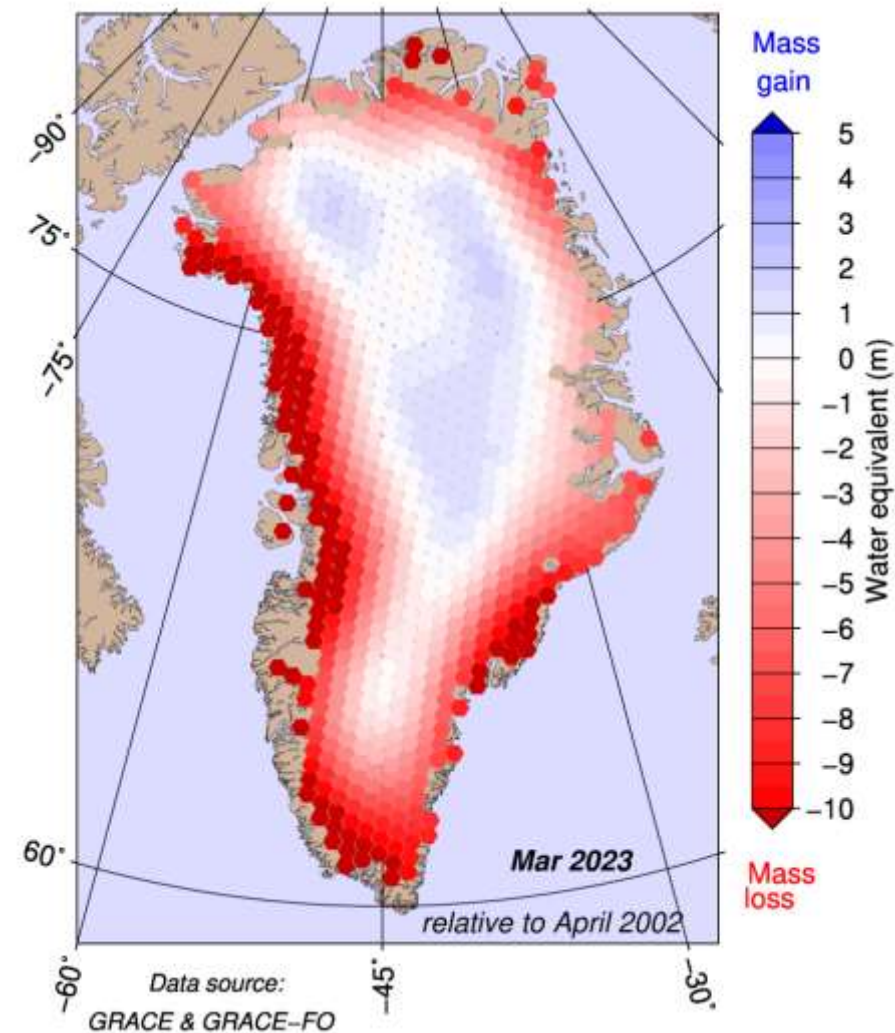 Mass
gain
−90°
75°
−75°
5
4
3
2
1
0
−1
−2
−3
−4
−5
−6
−7
−8
−9
−10
Water equivalent (m)
60°
Mar 2023
Mass
loss
relative to April 2002
−60°
−45°
−30°
Data source:
GRACE & GRACE−FO